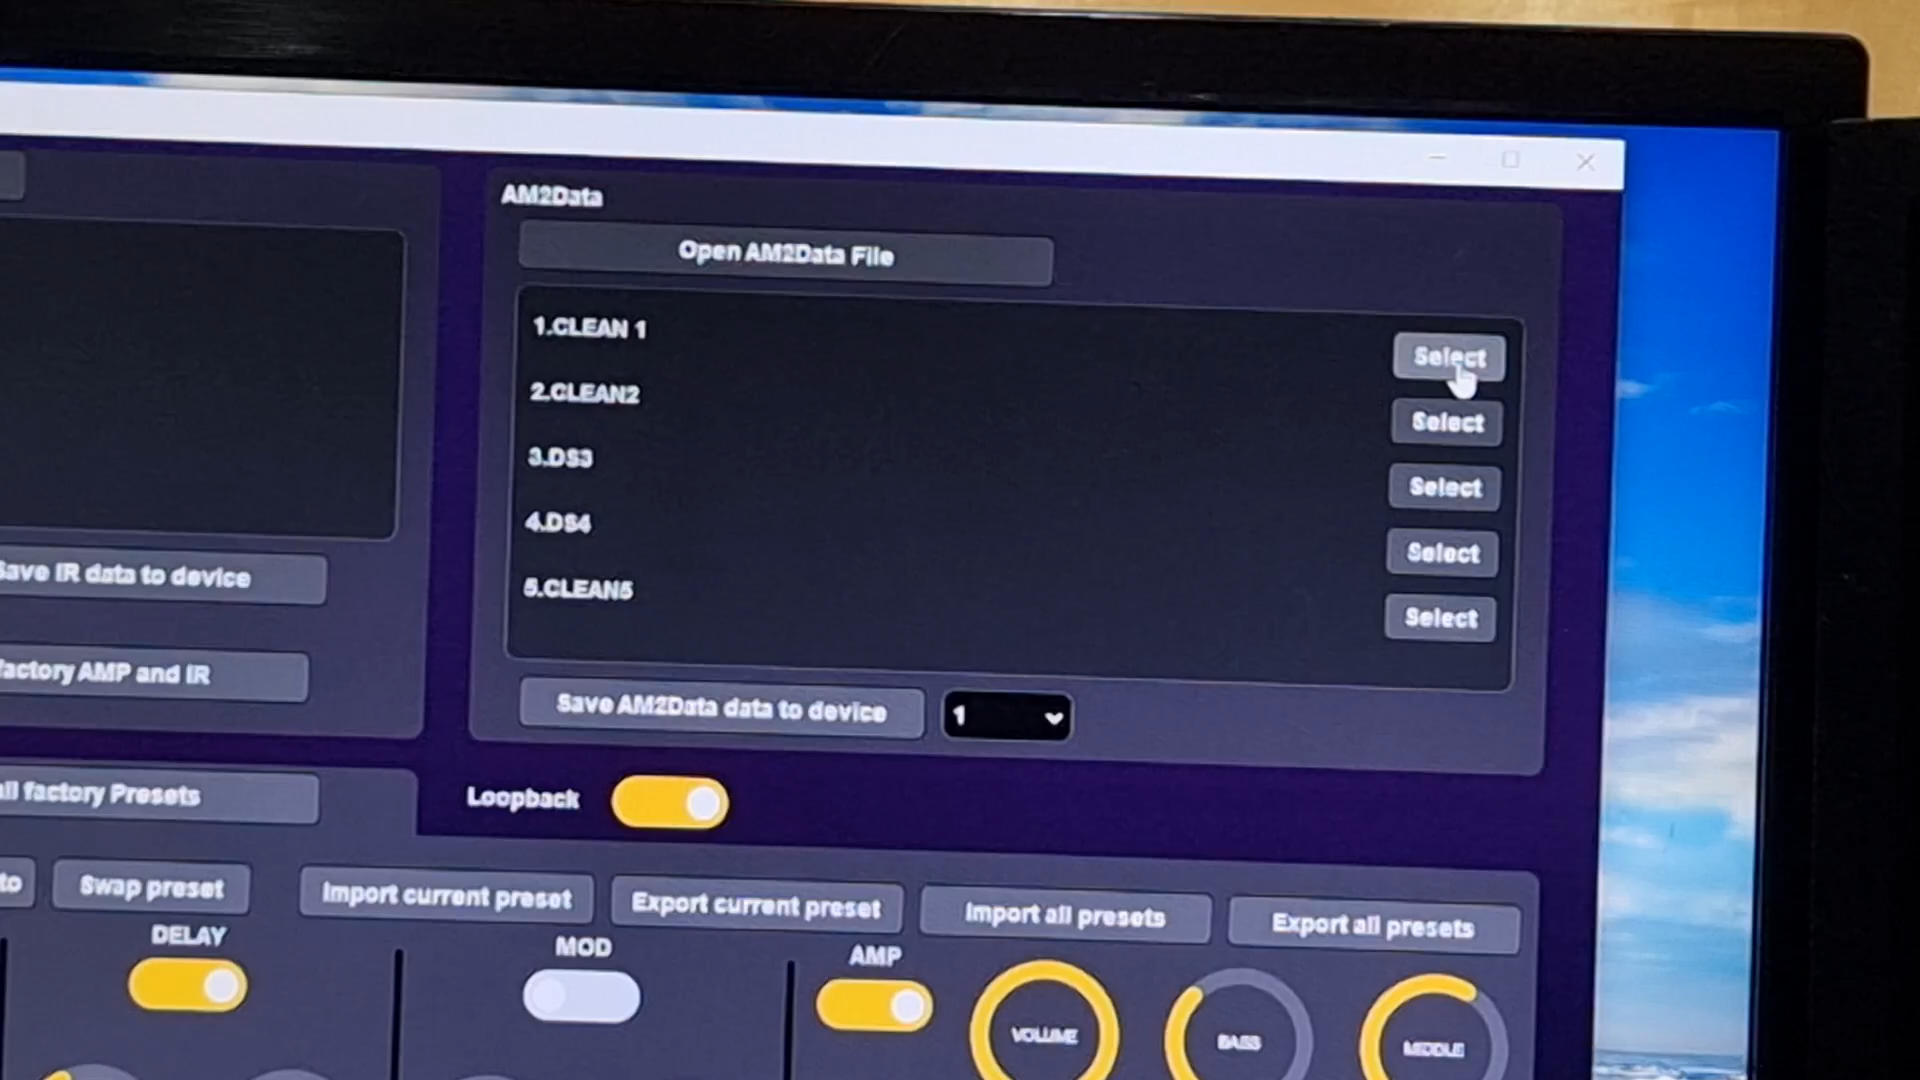 AM2Data
Open AM2Data File
1.CLEAN 1
Select
2.CLEAN2
Select
3.DS3
Select
4.DS4
Select
5.CLEAN5
Select
Save IR data to device
factory AMP and IR
Save AM2Data data to device
1
all factory Presets
Loopback
to
Swap preset
Import current preset
Export current preset
Import all presets
Export all presets
DELAY
MOD
AMP
VOLUME
BASS
MIDDLE